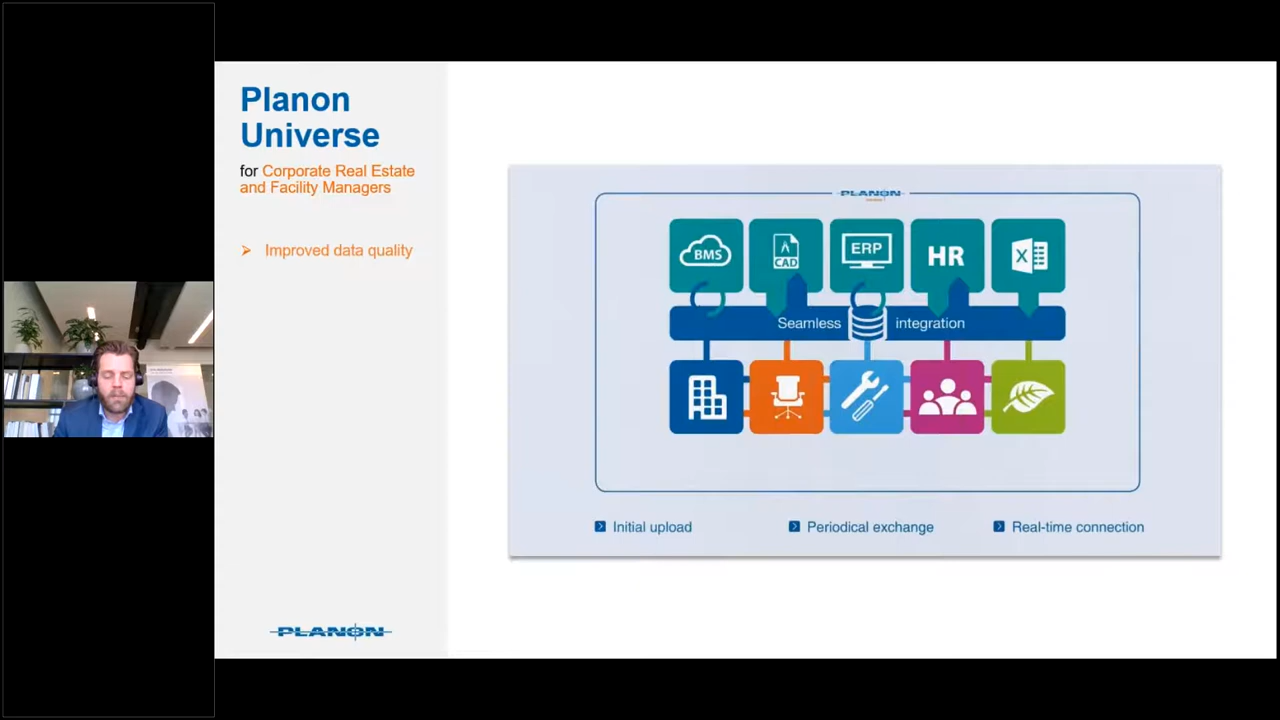 Planon
Universe
for Corporate Real Estate
and Facility Managers
Improved data quality
PLANON
PLANON
BMS
CAD
ERP
HR
X
Seamless integration
Initial upload
Periodical exchange
Real-time connection